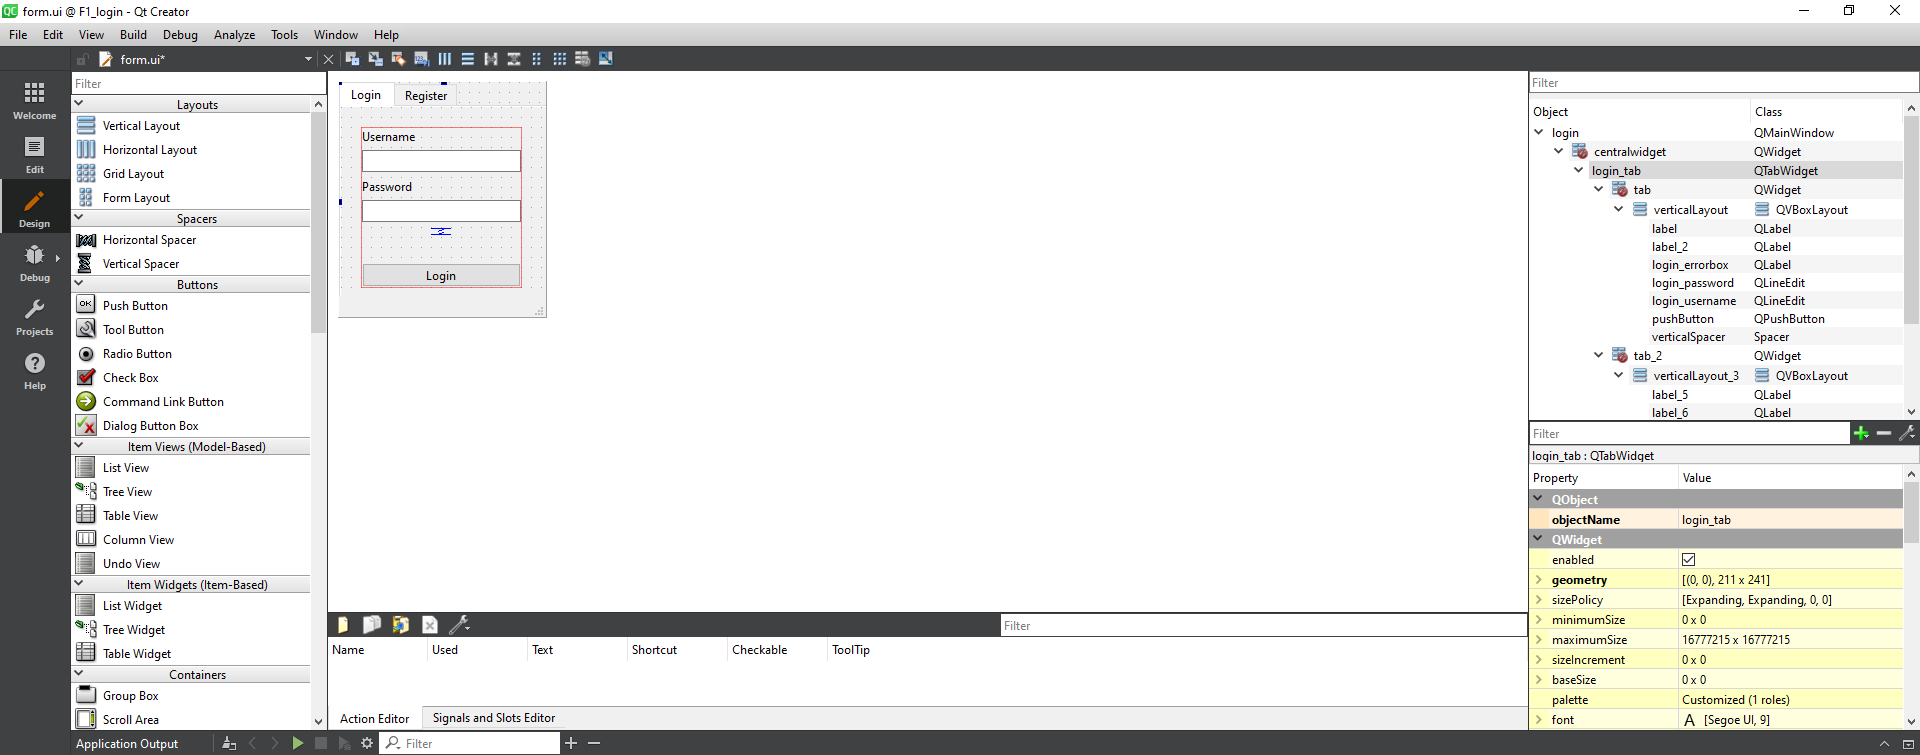 QC form.ui @ F1_login - Qt Creator
File Edit View Build Debug Analyze Tools Window Help
form.ui*
Welcome
Edit
Design
Debug
Projects
Help
Filter
Layouts
Vertical Layout
Horizontal Layout
Grid Layout
Form Layout
Spacers
Horizontal Spacer
Vertical Spacer
Buttons
OK Push Button
Tool Button
Radio Button
Check Box
Command Link Button
Dialog Button Box
Item Views (Model-Based)
List View
Tree View
Table View
Column View
Undo View
Item Widgets (Item-Based)
List Widget
Tree Widget
Table Widget
Containers
Group Box
Scroll Area
Login Register
Username
Password
Login
Filter
Name Used Text Shortcut Checkable ToolTip
Action Editor Signals and Slots Editor
Filter
Object Class
login QMainWindow
centralwidget QWidget
login_tab QTabWidget
tab QWidget
verticalLayout QVBoxLayout
label QLabel
label_2 QLabel
login_errorbox QLabel
login_password QLineEdit
login_username QLineEdit
pushButton QPushButton
verticalSpacer Spacer
tab_2 QWidget
verticalLayout_3 QVBoxLayout
label_5 QLabel
label_6 QLabel
Filter
login_tab : QTabWidget
Property Value
QObject
objectName login_tab
QWidget
enabled
geometry [(0, 0), 211 x 241]
sizePolicy [Expanding, Expanding, 0, 0]
minimumSize 0 x 0
maximumSize 16777215 x 16777215
sizeIncrement 0 x 0
baseSize 0 x 0
palette Customized (1 roles)
font A [Segoe UI, 9]
Application Output Filter